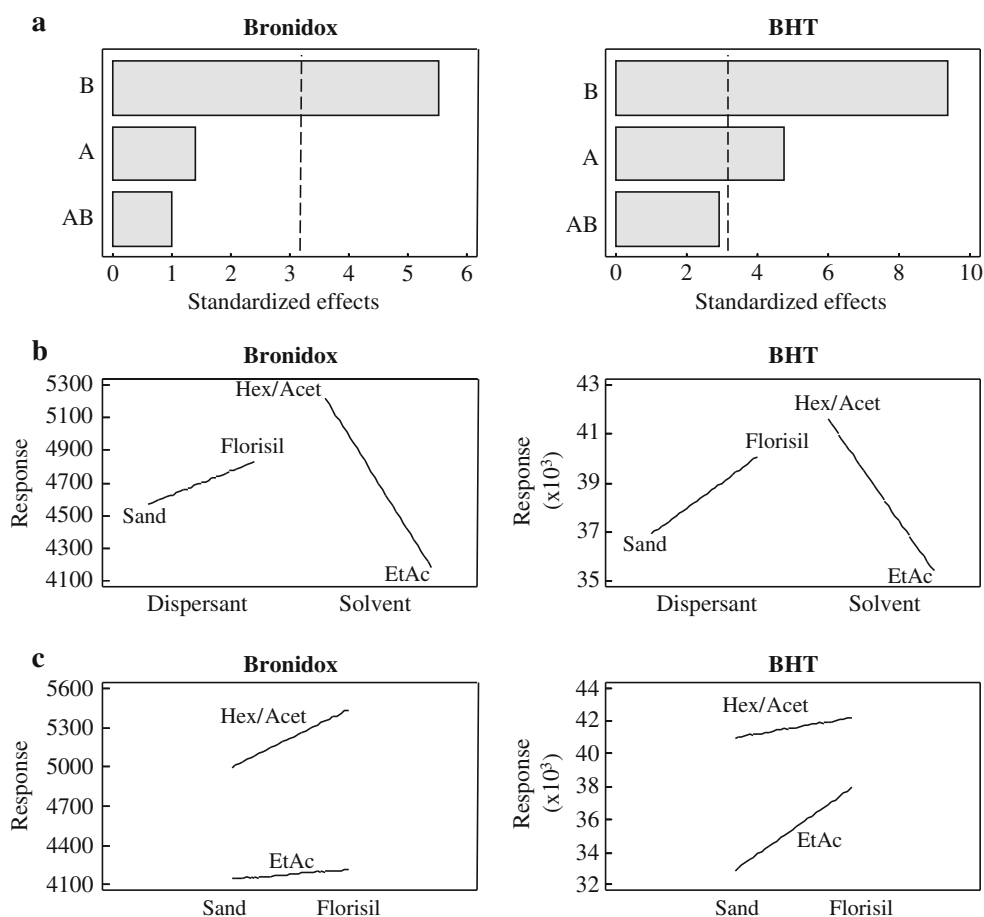 a
Bronidox
B
A
AB
0 1 2 3 4 5 6
Standardized effects
BHT
B
A
AB
0 2 4 6 8 10
Standardized effects
b
Bronidox
Response
5300
5100
4900
4700
4500
4300
4100
Hex/Acet
Florisil
Sand
EtAc
Dispersant Solvent
BHT
Response
(x10³)
43
41
39
37
35
Hex/Acet
Florisil
Sand
EtAc
Dispersant Solvent
c
Bronidox
Response
5600
5300
5000
4700
4400
4100
Hex/Acet
EtAc
Sand Florisil
BHT
Response
(x10³)
44
42
40
38
36
34
32
Hex/Acet
EtAc
Sand Florisil